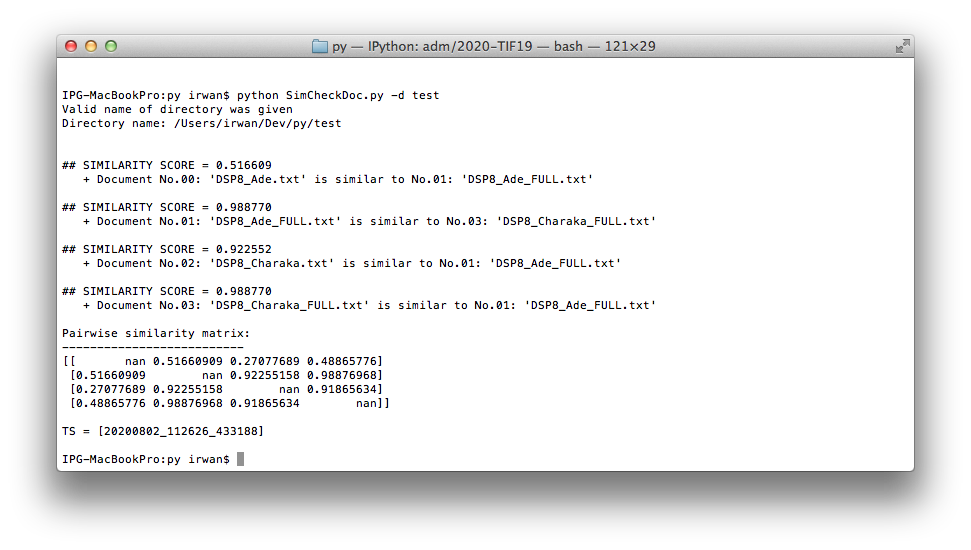 py — IPython: adm/2020-TIF19 — bash — 121×29
IPG-MacBookPro:py irwan$ python SimCheckDoc.py -d test
Valid name of directory was given
Directory name: /Users/irwan/Dev/py/test
## SIMILARITY SCORE = 0.516609
+ Document No.00: 'DSP8_Ade.txt' is similar to No.01: 'DSP8_Ade_FULL.txt'
## SIMILARITY SCORE = 0.988770
+ Document No.01: 'DSP8_Ade_FULL.txt' is similar to No.03: 'DSP8_Charaka_FULL.txt'
## SIMILARITY SCORE = 0.922552
+ Document No.02: 'DSP8_Charaka.txt' is similar to No.01: 'DSP8_Ade_FULL.txt'
## SIMILARITY SCORE = 0.988770
+ Document No.03: 'DSP8_Charaka_FULL.txt' is similar to No.01: 'DSP8_Ade_FULL.txt'
Pairwise similarity matrix:
--------------------------
[[       nan 0.51660909 0.27077689 0.48865776]
[0.51660909        nan 0.92255158 0.98876968]
[0.27077689 0.92255158        nan 0.91865634]
[0.48865776 0.98876968 0.91865634        nan]]
TS = [20200802_112626_433188]
IPG-MacBookPro:py irwan$